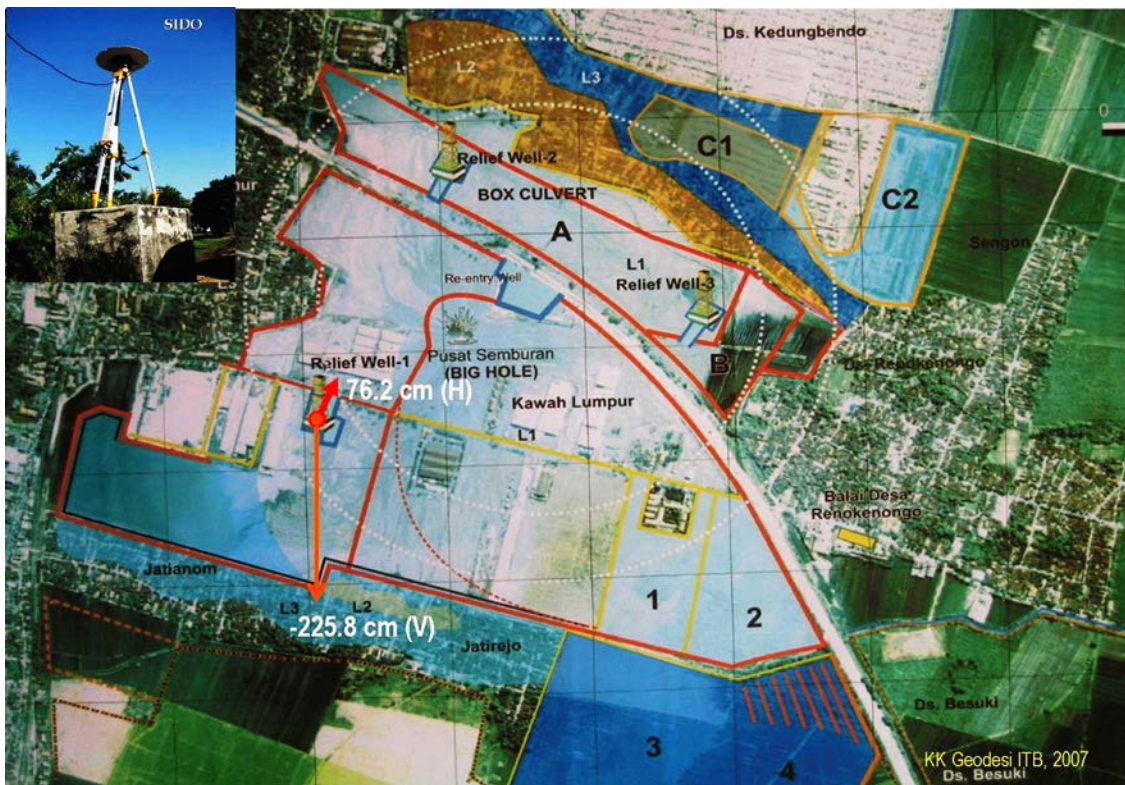 SIDO
Ds. Kedungbendo
L2
L3
C1
Relief Well-2
BOX CULVERT
C2
A
Sengon
L1
Re-entry Well
Relief Well-3
Pusat Semburan
(BIG HOLE)
B
Relief Well-1
76.2 cm (H)
Kawah Lumpur
L1
Balai Desa
Renokenongo
Jatianom
1
2
L3
L2
-225.8 cm (V)
Jatirejo
Ds. Besuki
3
4
KK Geodesi ITB, 2007
Ds. Besuki
0